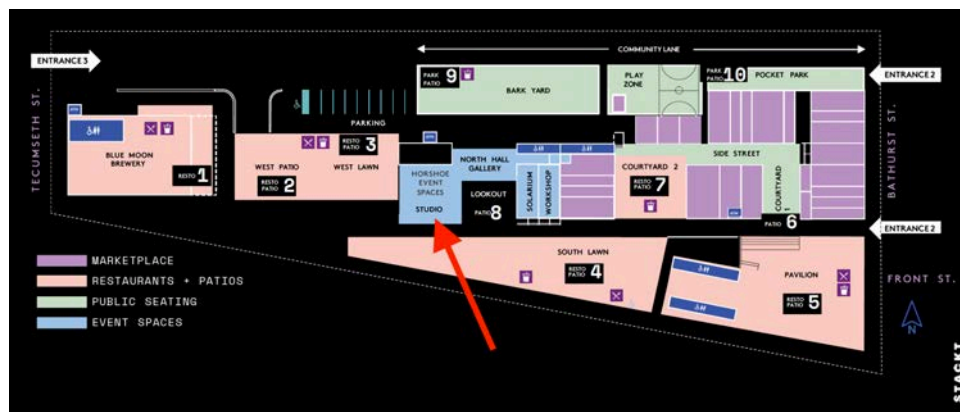 COMMUNITY LANE
ENTRANCE 3
PARK
PATIO 9
BARK YARD
PLAY
ZONE
PARK
PATIO 10
POCKET PARK
ENTRANCE 2
TECUMSETH ST.
BATHURST ST.
PARKING
BLUE MOON
BREWERY
RESTO 1
WEST PATIO
RESTO
PATIO 2
RESTO
PATIO 3
WEST LAWN
HORSHOE EVENT
SPACES
STUDIO
NORTH HALL
GALLERY
LOOKOUT
PATIO 8
SOLARIUM
WORKSHOP
COURTYARD 2
RESTO
PATIO 7
SIDE STREET
COURTYARD
1
PATIO 6
ENTRANCE 2
SOUTH LAWN
RESTO
PATIO 4
PAVILION
RESTO
PATIO 5
FRONT ST.
N
MARKETPLACE
RESTAURANTS + PATIOS
PUBLIC SEATING
EVENT SPACES
STACKT